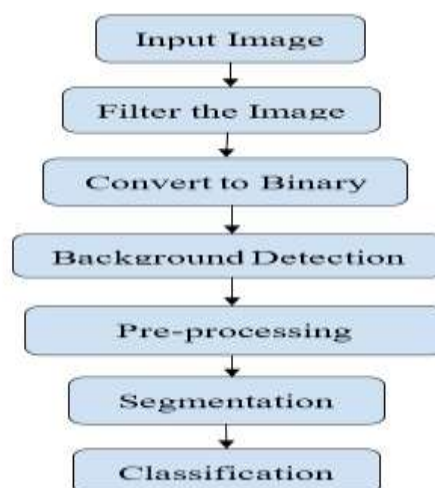 Input Image
Filter the Image
Convert to Binary
Background Detection
Pre-processing
Segmentation
Classification